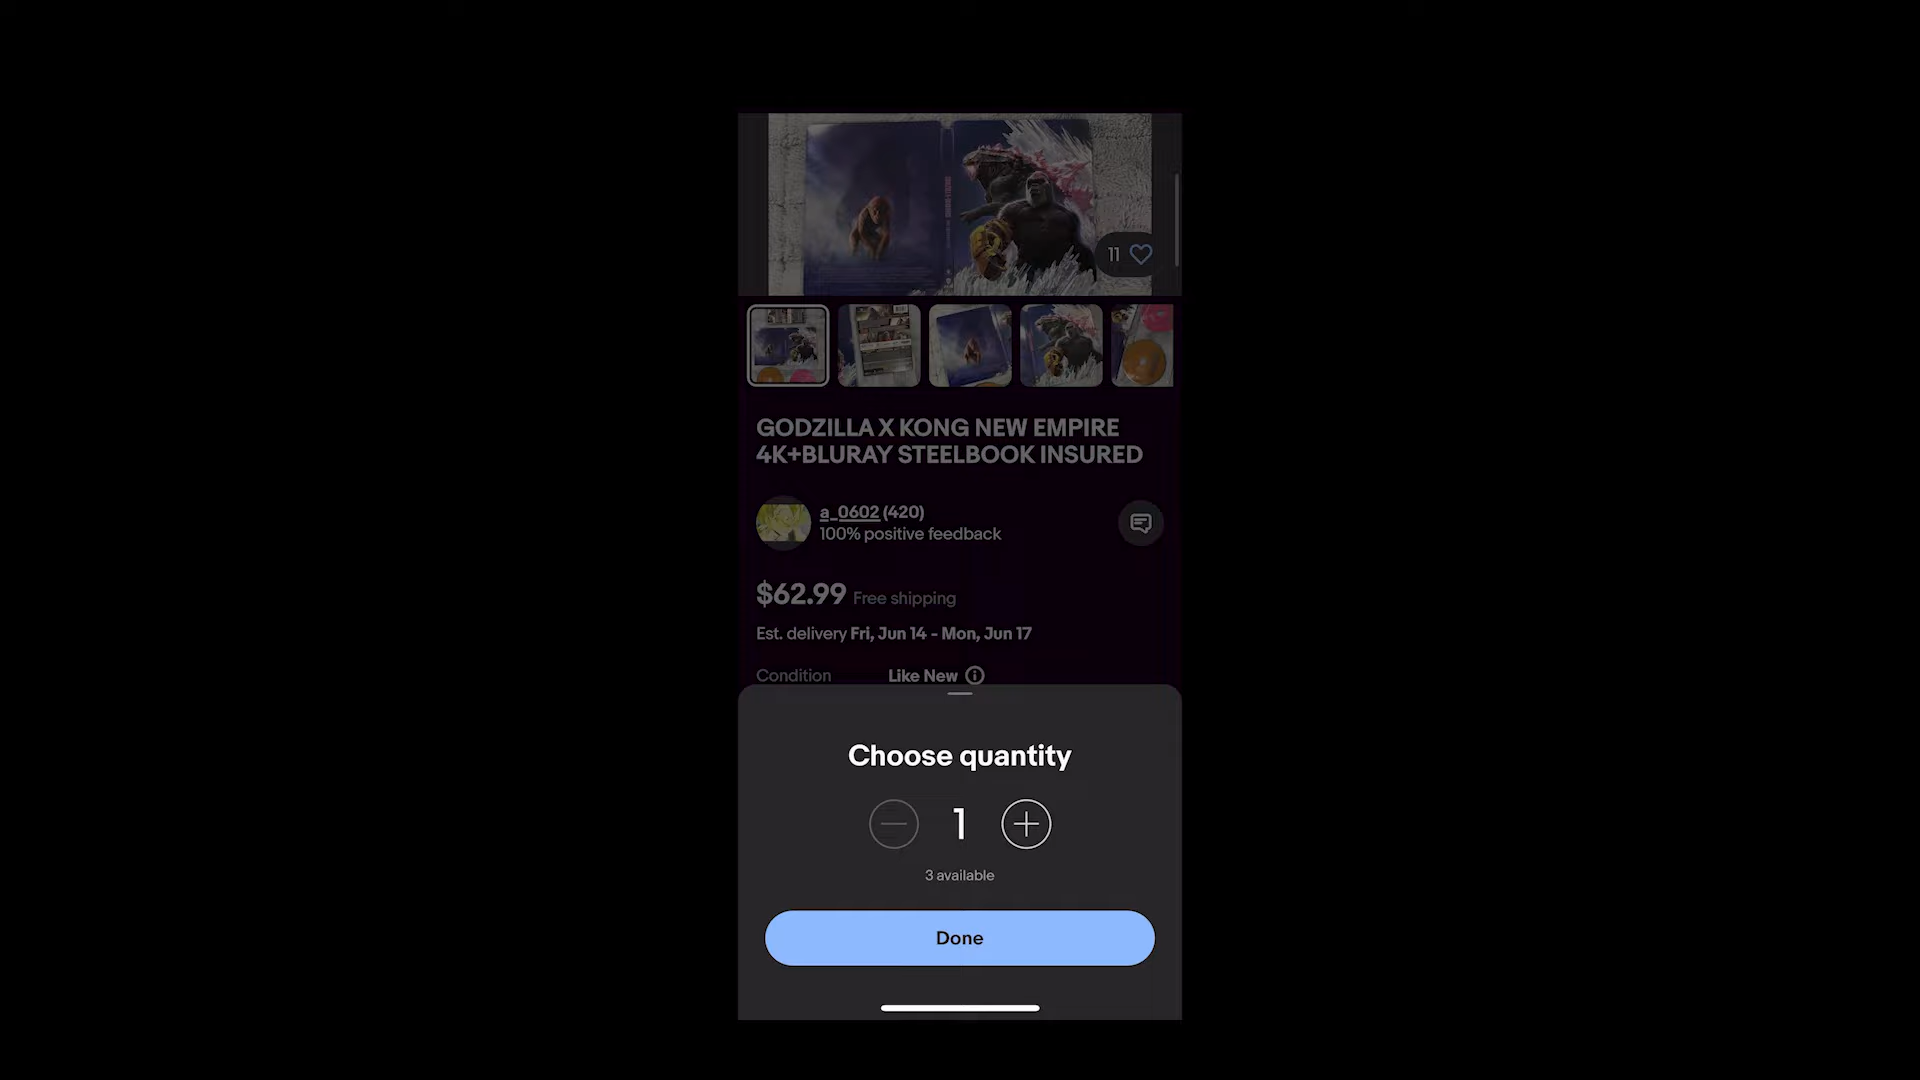 11
GODZILLA X KONG NEW EMPIRE
4K+BLURAY STEELBOOK INSURED
a_0602 (420)
100% positive feedback
$62.99 Free shipping
Est. delivery Fri, Jun 14 - Mon, Jun 17
Condition Like New
Choose quantity
1
3 available
Done